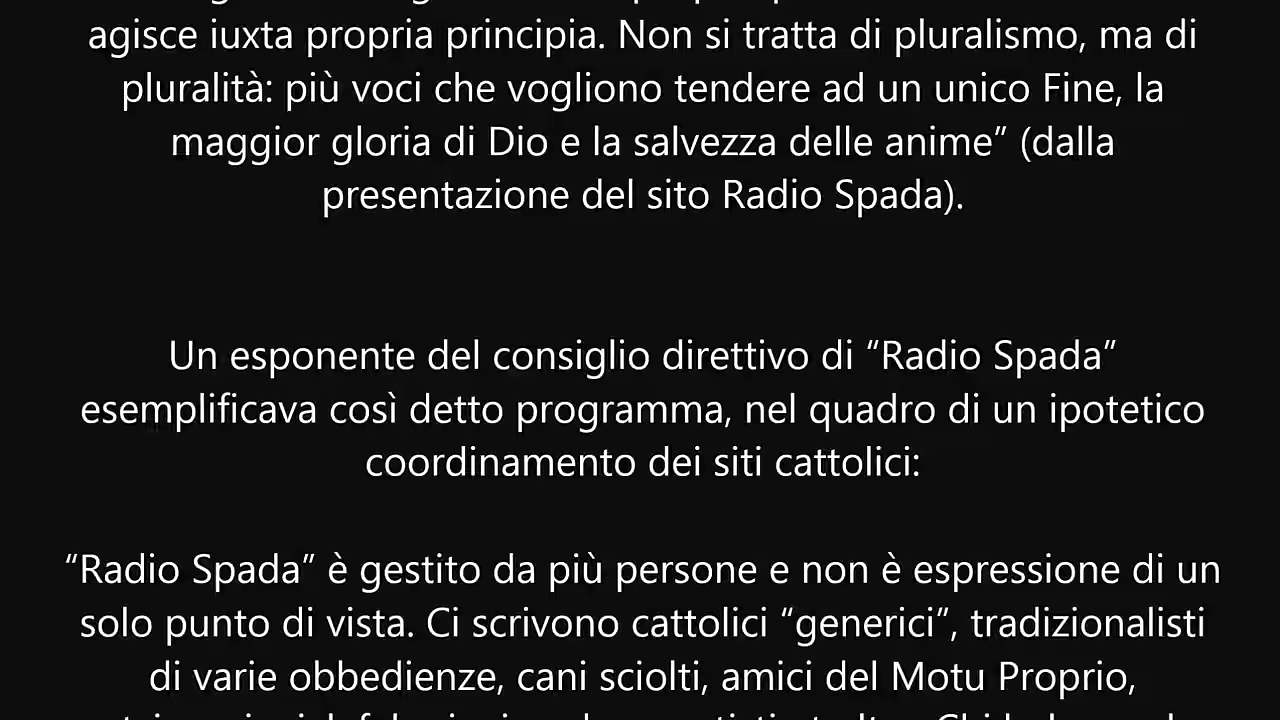 agisce iuxta propria principia. Non si tratta di pluralismo, ma di
pluralità: più voci che vogliono tendere ad un unico Fine, la
maggior gloria di Dio e la salvezza delle anime” (dalla
presentazione del sito Radio Spada).
Un esponente del consiglio direttivo di “Radio Spada”
esemplificava così detto programma, nel quadro di un ipotetico
coordinamento dei siti cattolici:
“Radio Spada” è gestito da più persone e non è espressione di un
solo punto di vista. Ci scrivono cattolici “generici”, tradizionalisti
di varie obbedienze, cani sciolti, amici del Motu Proprio,